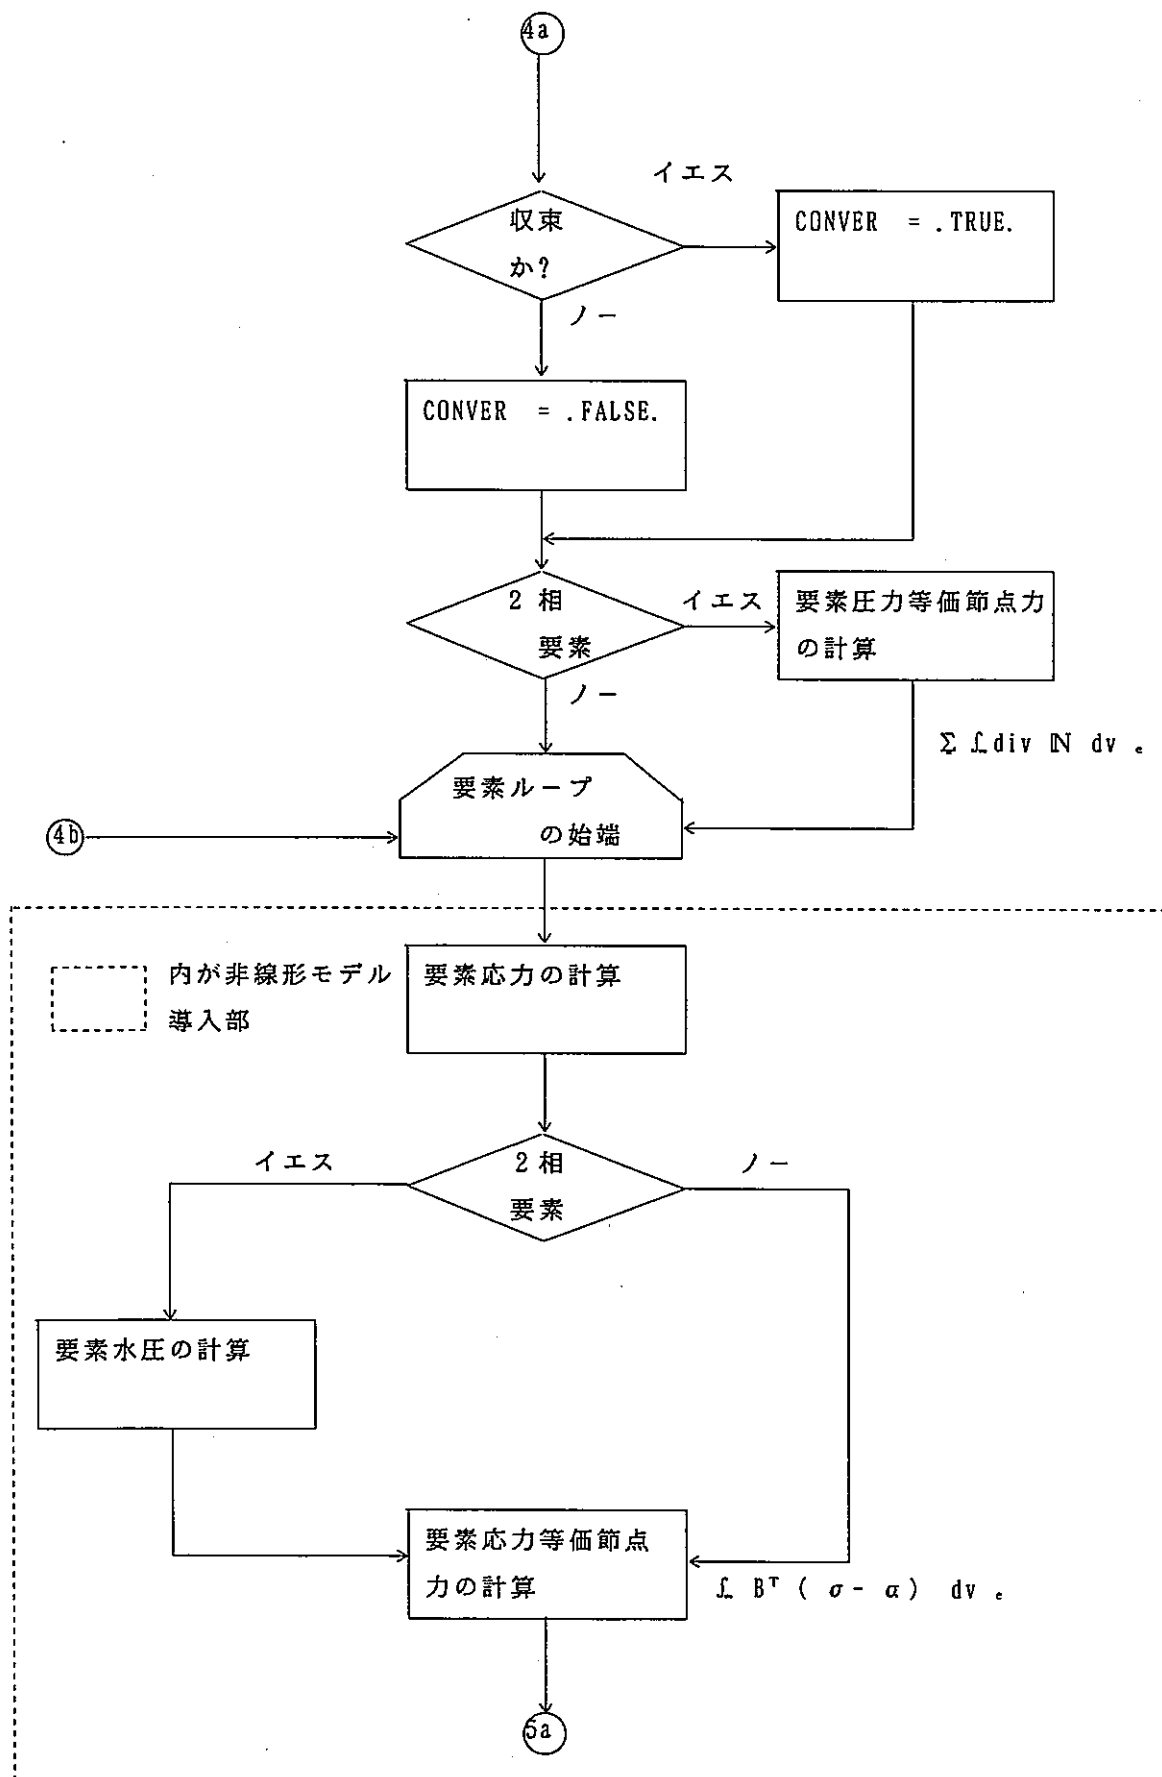 4a
イエス
収束
か?
CONVER = .TRUE.
ノー
CONVER = .FALSE.
2 相
要素
イエス
要素圧力等価節点力
の計算
ノー
Σ ∫ div N dv e
要素ループ
の始端
4b
内が非線形モデル
導入部
要素応力の計算
イエス
2 相
要素
ノー
要素水圧の計算
要素応力等価節点
力の計算
∫ Bᵀ ( σ - α ) dv e
5a